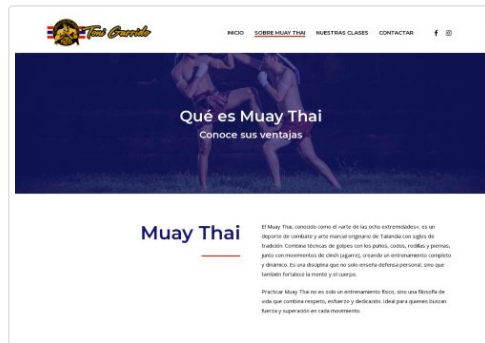 Toni Garrido
INICIO SOBRE MUAY THAI NUESTRAS CLASES CONTACTAR
Qué es Muay Thai
Conoce sus ventajas
Muay Thai
El Muay Thai, conocido como el «arte de las ocho extremidades», es un
deporte de combate y arte marcial originario de Tailandia con siglos de
tradición. Combina técnicas de golpes con los puños, codos, rodillas y piernas,
junto con movimientos de clinch (agarre), creando un entrenamiento completo
y dinámico. Es una disciplina que no solo enseña defensa personal, sino que
también fortalece la mente y el cuerpo.
Practicar Muay Thai no es solo un entrenamiento físico, sino una filosofía de
vida que combina respeto, esfuerzo y dedicación. Ideal para quienes buscan
fuerza y superación en cada movimiento.